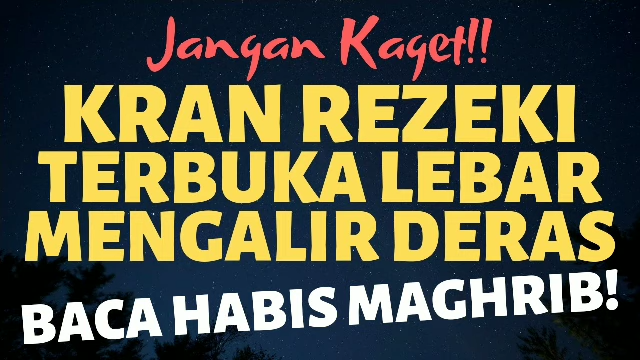 Jangan Kaget!!
KRAN REZEKI
TERBUKA LEBAR
MENGALIR DERAS
BACA HABIS MAGHRIB!